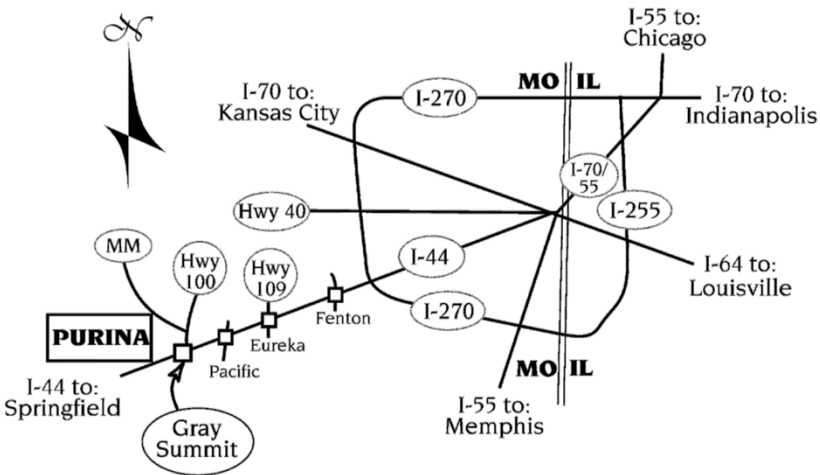 N
I-55 to:
Chicago
MO IL
I-70 to:
Kansas City
I-270
I-70 to:
Indianapolis
I-70/
55
Hwy 40
I-255
MM
Hwy
100
Hwy
109
I-44
I-64 to:
Louisville
I-270
Fenton
PURINA
Eureka
Pacific
MO IL
I-44 to:
Springfield
I-55 to:
Memphis
Gray
Summit